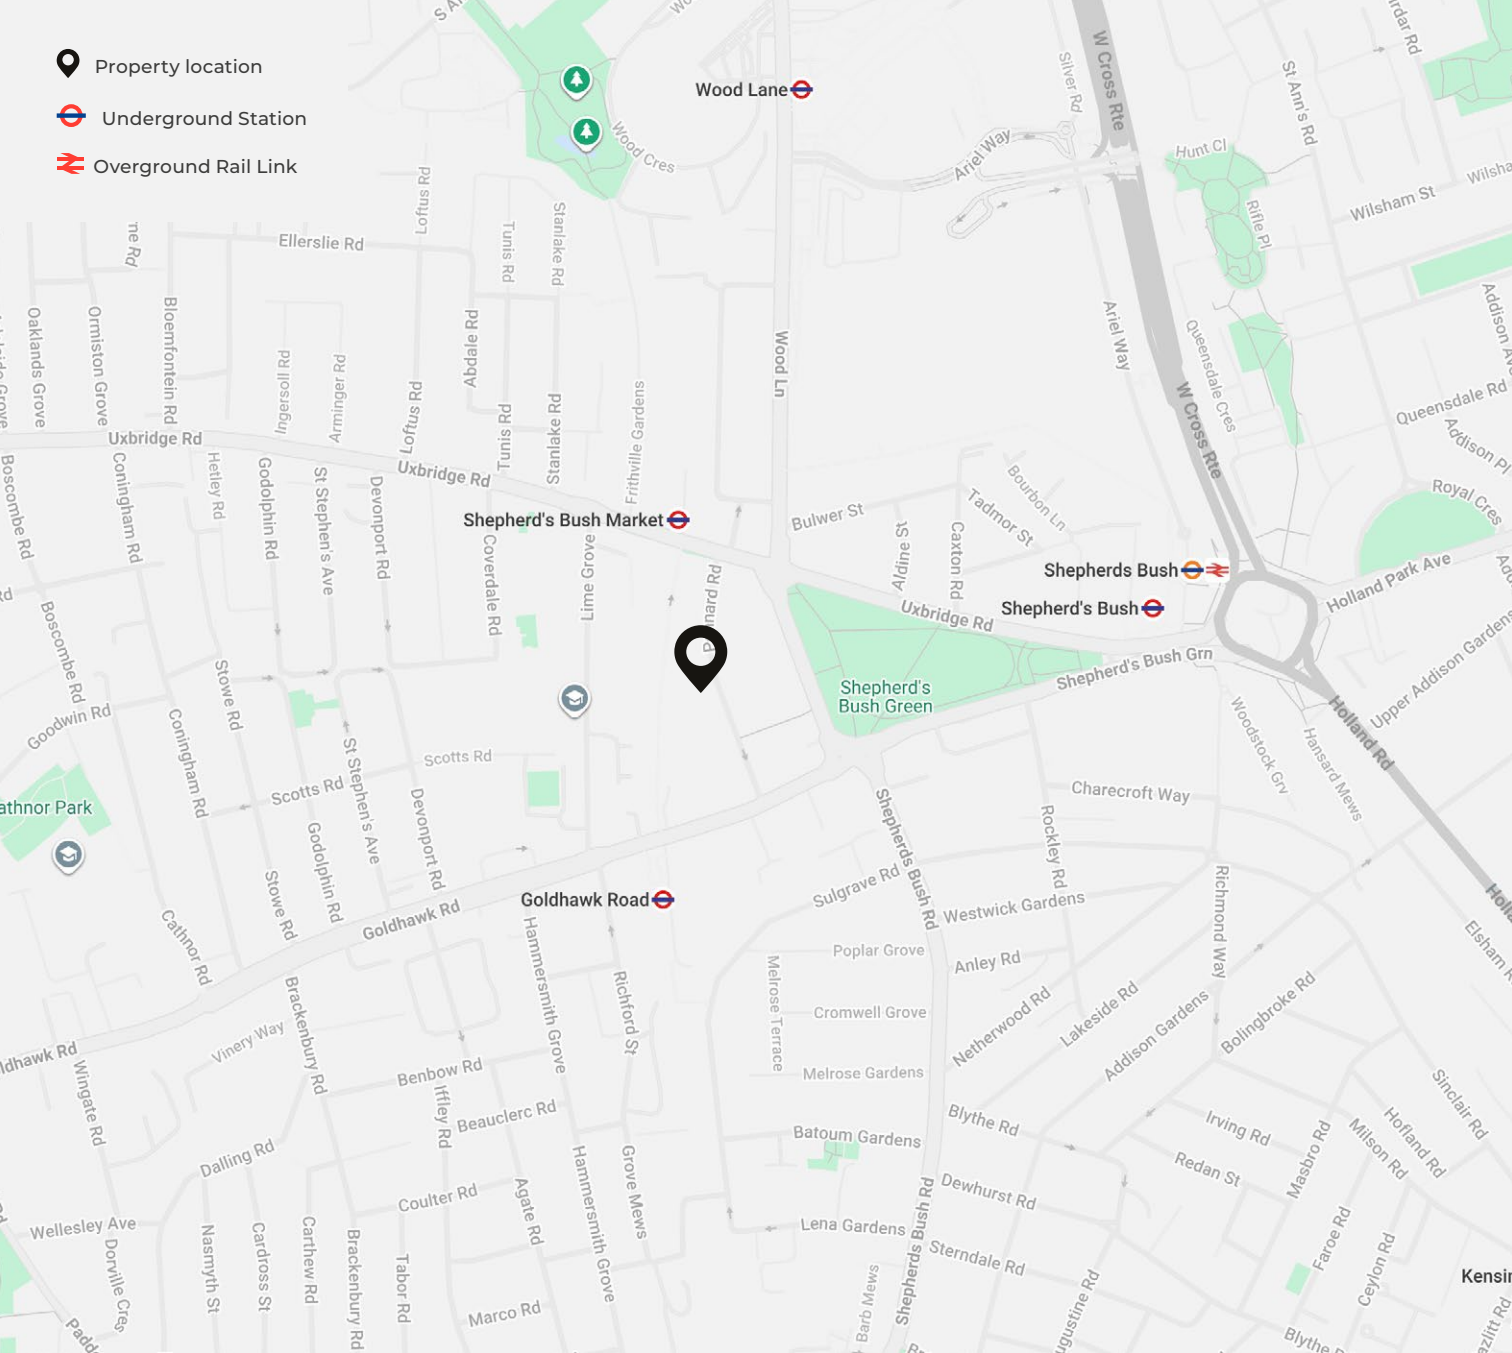 Property location
Underground Station
Overground Rail Link
Wood Lane
W Cross Rte
Silver Rd
St Ann's Rd
Wood Cres
Ariel Way
Hunt Cl
Wilsham St
Rifle Pl
Loftus Rd
Ellerslie Rd
Tunis Rd
Stanlake Rd
Oaklands Grove
Ormiston Grove
Bloemfontein Rd
Ingersoll Rd
Arminger Rd
Abdale Rd
Loftus Rd
Tunis Rd
Stanlake Rd
Frithville Gardens
Wood Ln
Ariel Way
Queensdale Cres
W Cross Rte
Queensdale Rd
Addison Pl
Royal Cres
Uxbridge Rd
Uxbridge Rd
Boscombe Rd
Coningham Rd
Hetley Rd
Godolphin Rd
St Stephen's Ave
Devonport Rd
Shepherd's Bush Market
Coverdale Rd
Lime Grove
Bulwer St
Aldine St
Caxton Rd
Tadmor St
Bourbon Ln
Shepherds Bush
Shepherd's Bush
Holland Park Ave
Uxbridge Rd
Shepherd's Bush Grn
Shepherd's
Bush Green
Upper Addison Gardens
Boscombe Rd
Goodwin Rd
Stowe Rd
Coningham Rd
Scotts Rd
Scotts Rd
St Stephen's Ave
Devonport Rd
Godolphin Rd
Stowe Rd
Woodstock Grv
Hansard Mews
Holland Rd
Charecroft Way
Rockley Rd
Shepherds Bush Rd
Sulgrave Rd
Westwick Gardens
Richmond Way
Goldhawk Road
Goldhawk Rd
Cathnor Rd
Brackenbury Rd
Hammersmith Grove
Richford St
Poplar Grove
Anley Rd
Melrose Terrace
Cromwell Grove
Netherwood Rd
Lakeside Rd
Addison Gardens
Bolingbroke Rd
Vinery Way
Wingate Rd
Benbow Rd
Iffley Rd
Beauclerc Rd
Melrose Gardens
Blythe Rd
Batoum Gardens
Irving Rd
Redan St
Masbro Rd
Milson Rd
Hofland Rd
Sinclair Rd
Dalling Rd
Coulter Rd
Agate Rd
Hammersmith Grove
Grove Mews
Dewhurst Rd
Lena Gardens
Sterndale Rd
Shepherds Bush Rd
Faroe Rd
Ceylon Rd
Wellesley Ave
Dorville Cres
Nasmyth St
Cardross St
Carthew Rd
Brackenbury Rd
Tabor Rd
Marco Rd
Barb Mews